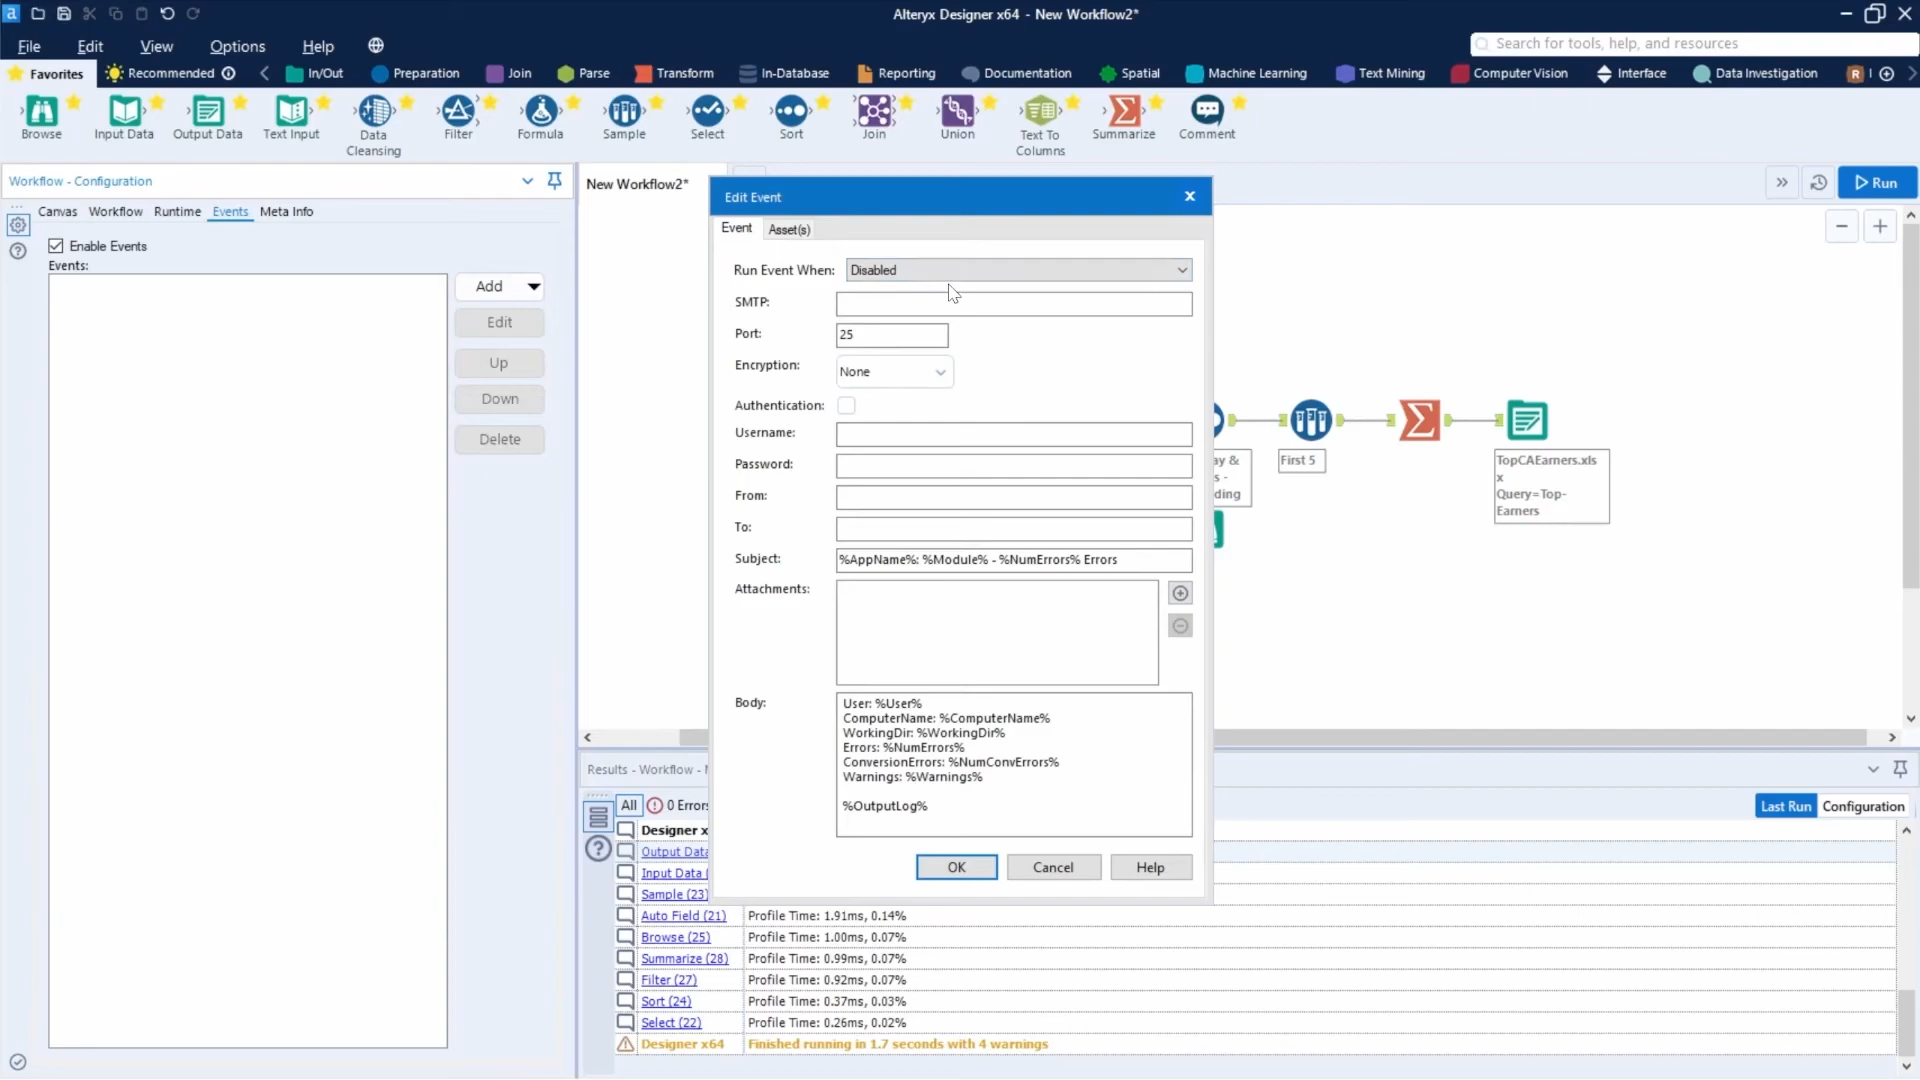 Alteryx Designer x64 - New Workflow2*
File Edit View Options Help
Search for tools, help, and resources
Favorites Recommended In/Out Preparation Join Parse Transform In-Database Reporting Documentation Spatial Machine Learning Text Mining Computer Vision Interface Data Investigation R
Browse Input Data Output Data Text Input Data Cleansing Filter Formula Sample Select Sort Join Union Text To Columns Summarize Comment
Workflow - Configuration
Canvas Workflow Runtime Events Meta Info
Enable Events
Events:
Add
Edit
Up
Down
Delete
New Workflow2*
Run
Edit Event
Event Asset(s)
Run Event When: Disabled
SMTP:
Port: 25
Encryption: None
Authentication:
Username:
Password:
From:
To:
Subject: %AppName%: %Module% - %NumErrors% Errors
Attachments:
Body:
User: %User%
ComputerName: %ComputerName%
WorkingDir: %WorkingDir%
Errors: %NumErrors%
ConversionErrors: %NumConvErrors%
Warnings: %Warnings%
%OutputLog%
OK Cancel Help
ay &
s -
ding
First 5
TopCAEarners.xls
x
Query=Top-
Earners
Results - Workflow -
All 0 Errors
Last Run Configuration
Designer x
Output Data
Input Data (
Sample (23)
Auto Field (21) Profile Time: 1.91ms, 0.14%
Browse (25) Profile Time: 1.00ms, 0.07%
Summarize (28) Profile Time: 0.99ms, 0.07%
Filter (27) Profile Time: 0.92ms, 0.07%
Sort (24) Profile Time: 0.37ms, 0.03%
Select (22) Profile Time: 0.26ms, 0.02%
Designer x64 Finished running in 1.7 seconds with 4 warnings